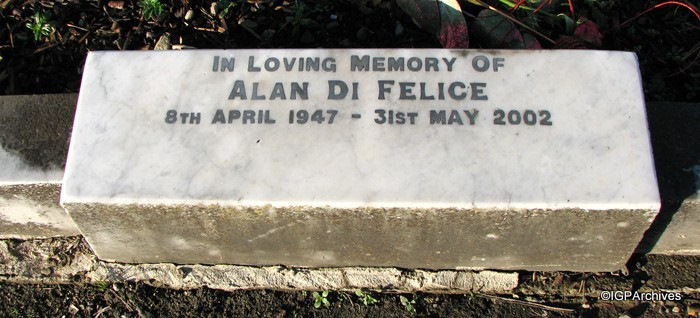 In Loving Memory Of
Alan Di Felice
8th April 1947 - 31st May 2002
©IGPArchives